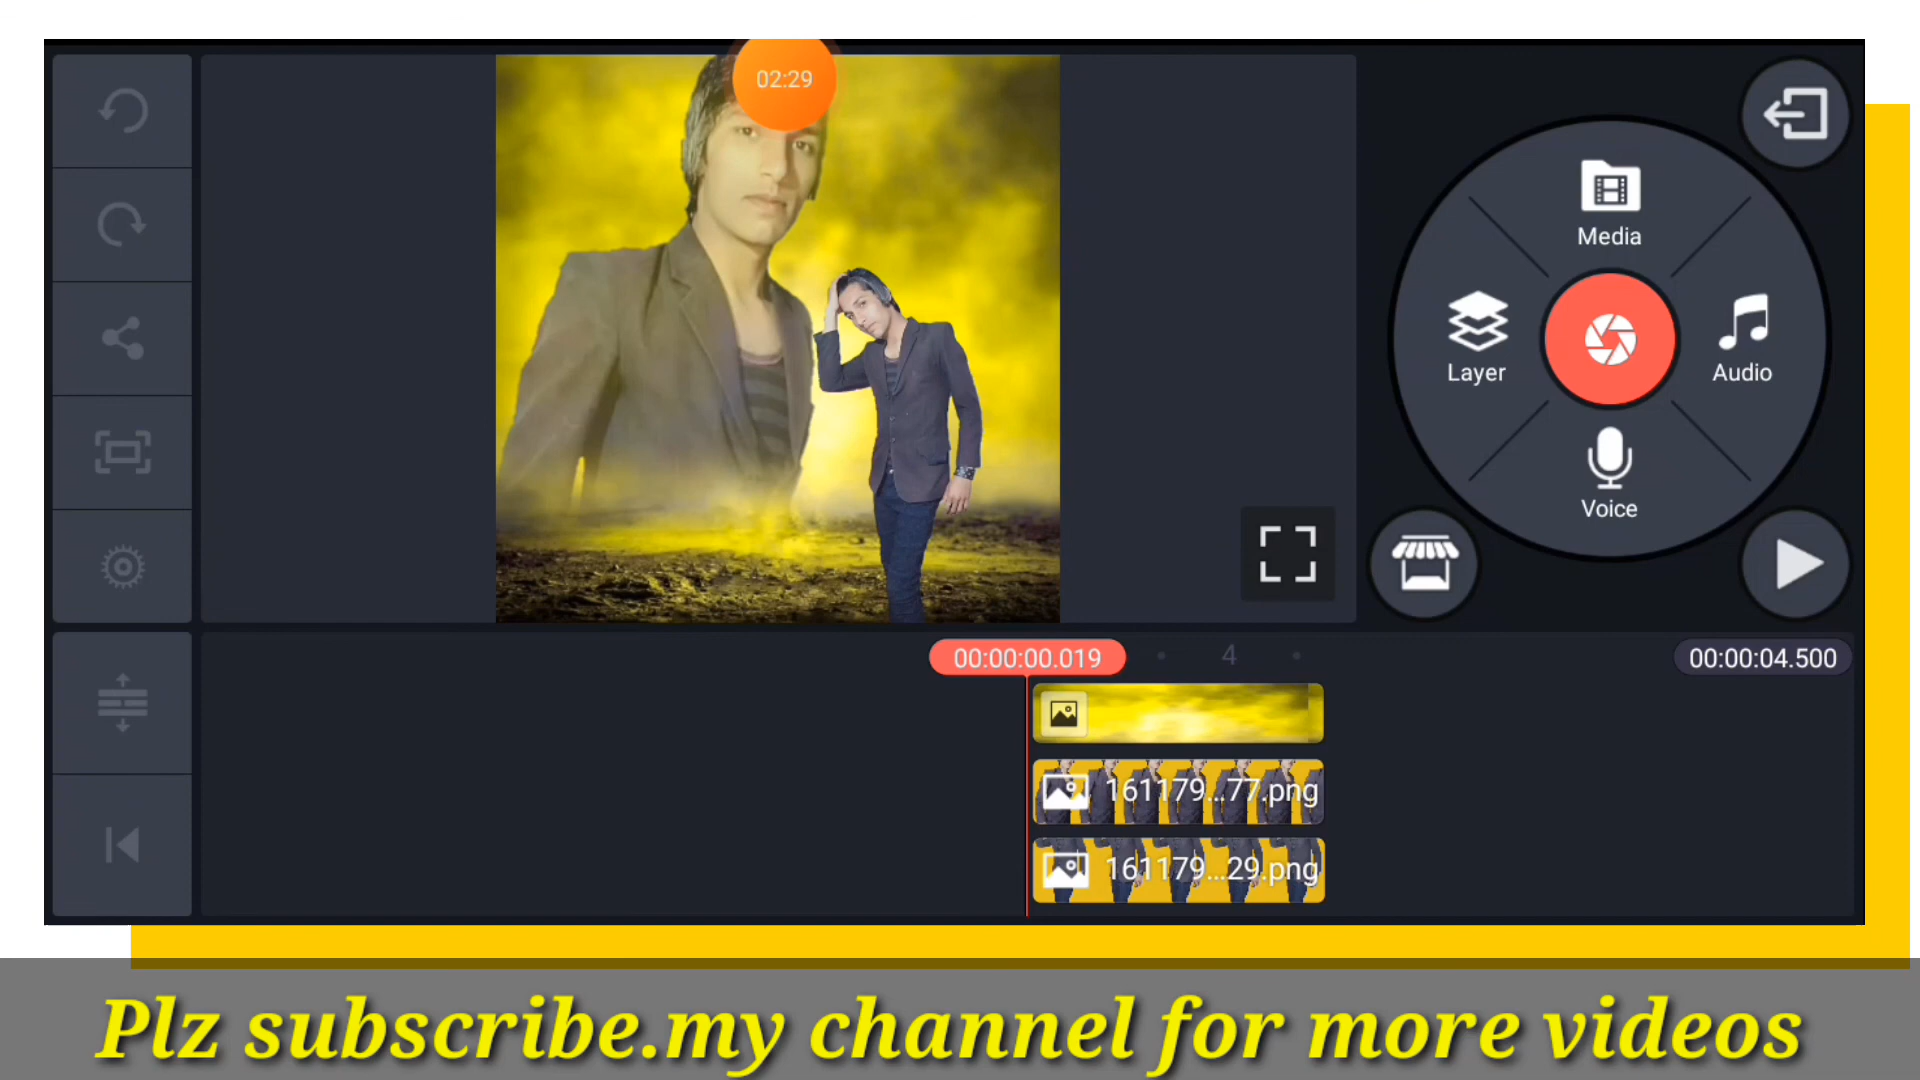 02:29
Media
Layer
Audio
Voice
00:00:00.019
4
00:00:04.500
161179...77.png
161179...29.png
Plz subscribe.my channel for more videos